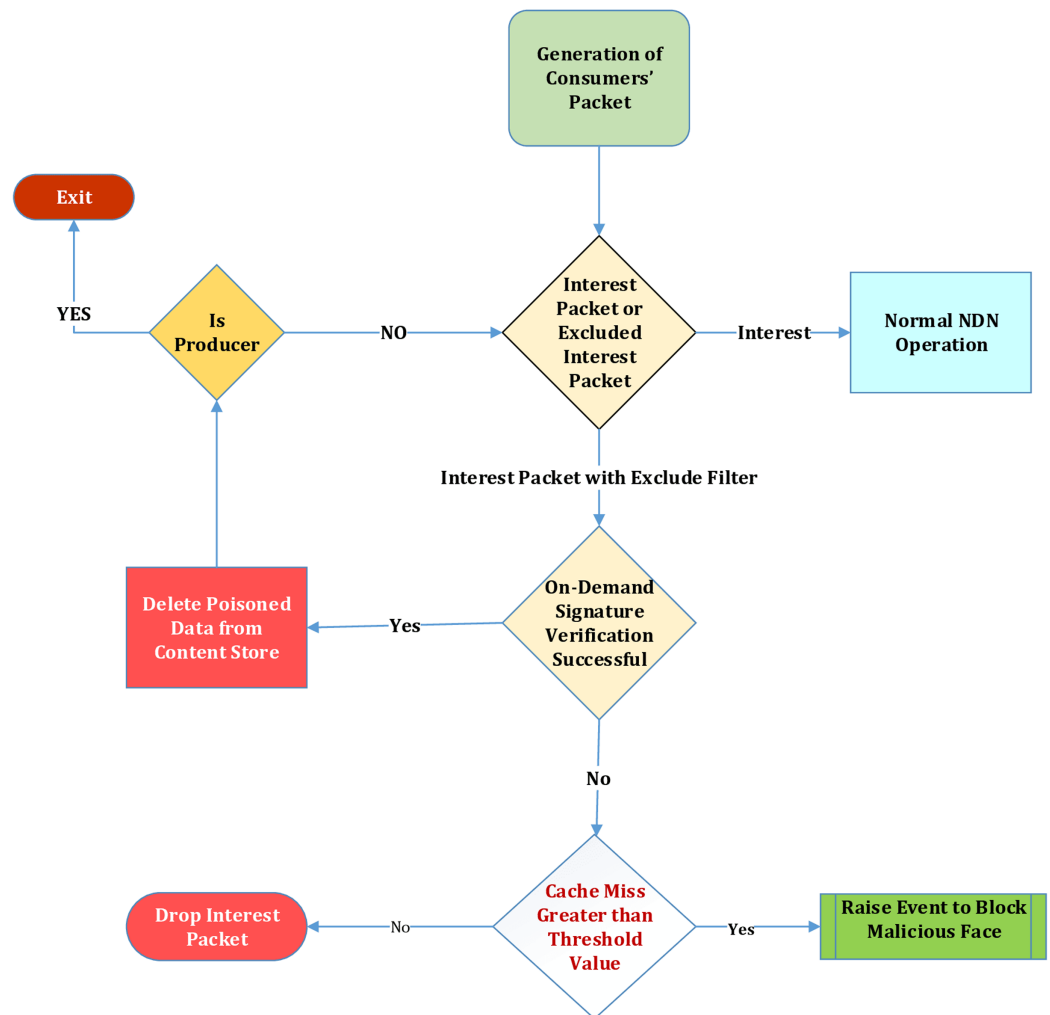 Generation of
Consumers’
Packet
Exit
Interest
Packet or
Excluded
Interest
Packet
YES
Is
Producer
NO
Interest
Normal NDN
Operation
Interest Packet with Exclude Filter
On-Demand
Signature
Verification
Successful
Delete Poisoned
Data from
Content Store
Yes
No
Cache Miss
Greater than
Threshold
Value
Drop Interest
Packet
No
Yes
Raise Event to Block
Malicious Face